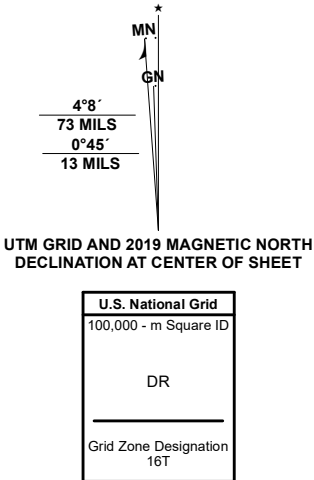 MN
GN
4°8´
73 MILS
0°45´
13 MILS
UTM GRID AND 2019 MAGNETIC NORTH
DECLINATION AT CENTER OF SHEET
U.S. National Grid
100,000 - m Square ID
DR
Grid Zone Designation
16T